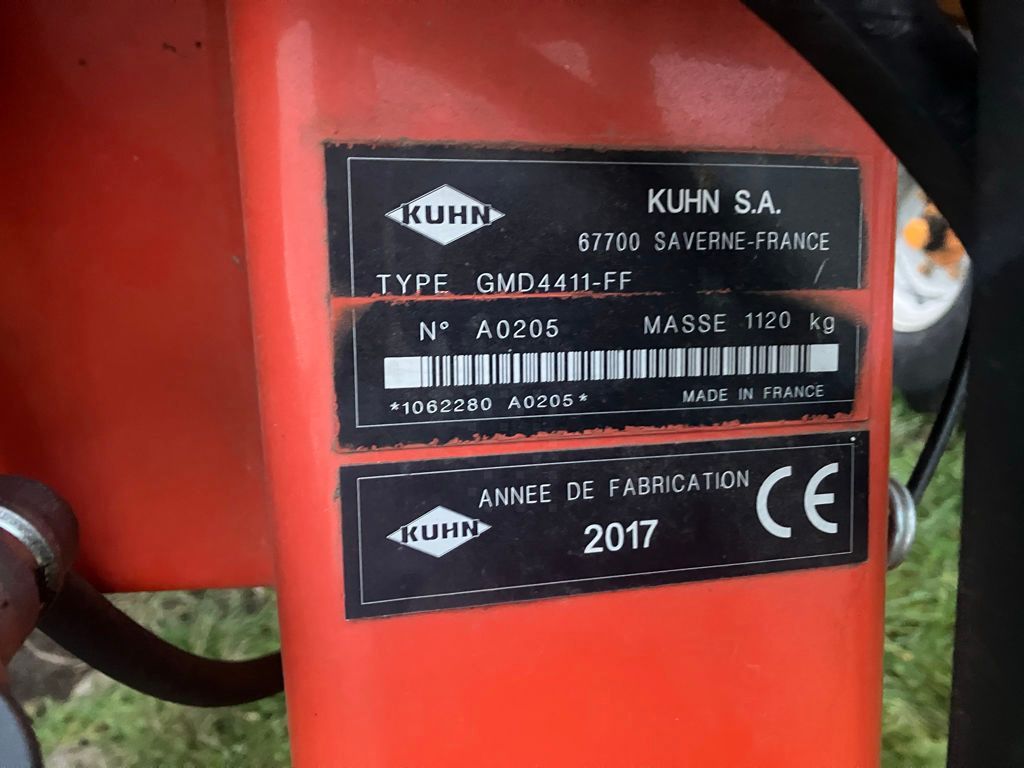 KUHN
KUHN S.A.
67700 SAVERNE-FRANCE
TYPE GMD4411-FF
N° A0205 MASSE 1120 kg
*1062280 A0205*
MADE IN FRANCE
KUHN
ANNEE DE FABRICATION
2017
CE